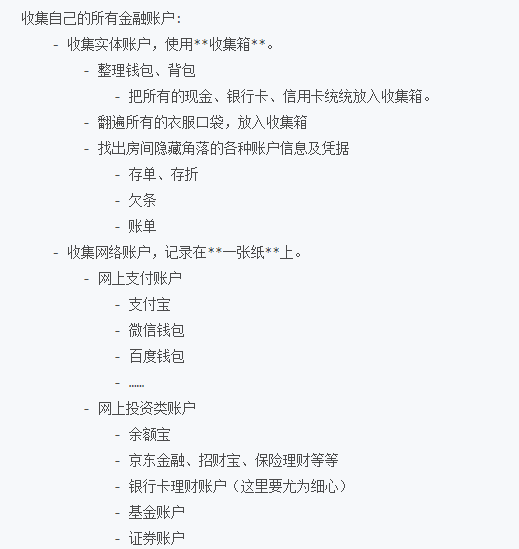 收集自己的所有金融账户:
- 收集实体账户，使用**收集箱**。
- 整理钱包、背包
- 把所有的现金、银行卡、信用卡统统放入收集箱。
- 翻遍所有的衣服口袋，放入收集箱
- 找出房间隐藏角落的各种账户信息及凭据
- 存单、存折
- 欠条
- 账单
- 收集网络账户，记录在**一张纸**上。
- 网上支付账户
- 支付宝
- 微信钱包
- 百度钱包
- ……
- 网上投资类账户
- 余额宝
- 京东金融、招财宝、保险理财等等
- 银行卡理财账户（这里要尤为细心）
- 基金账户
- 证券账户